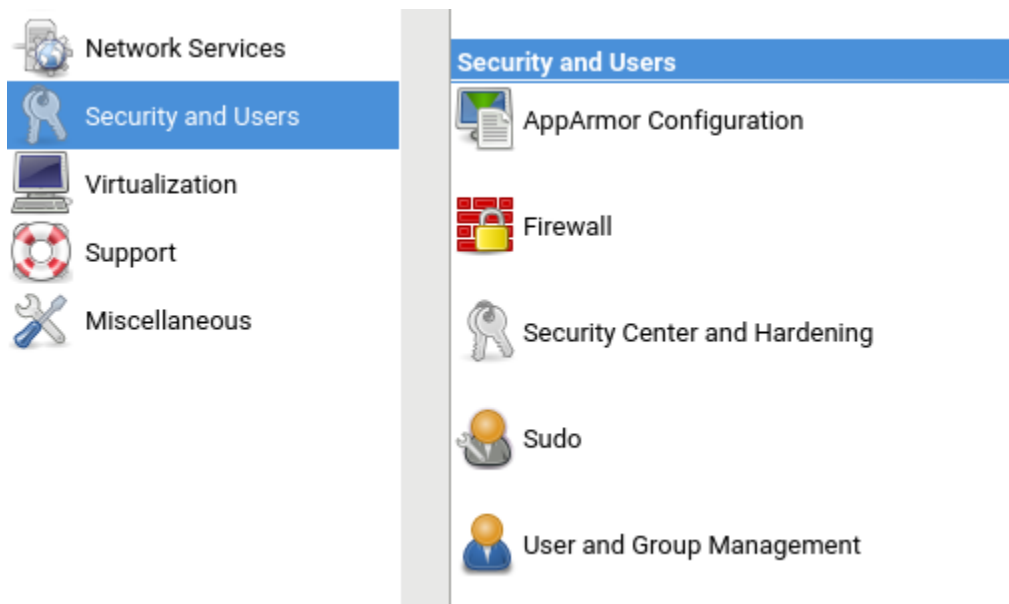 Network Services
Security and Users
Virtualization
Support
Miscellaneous
Security and Users
AppArmor Configuration
Firewall
Security Center and Hardening
Sudo
User and Group Management